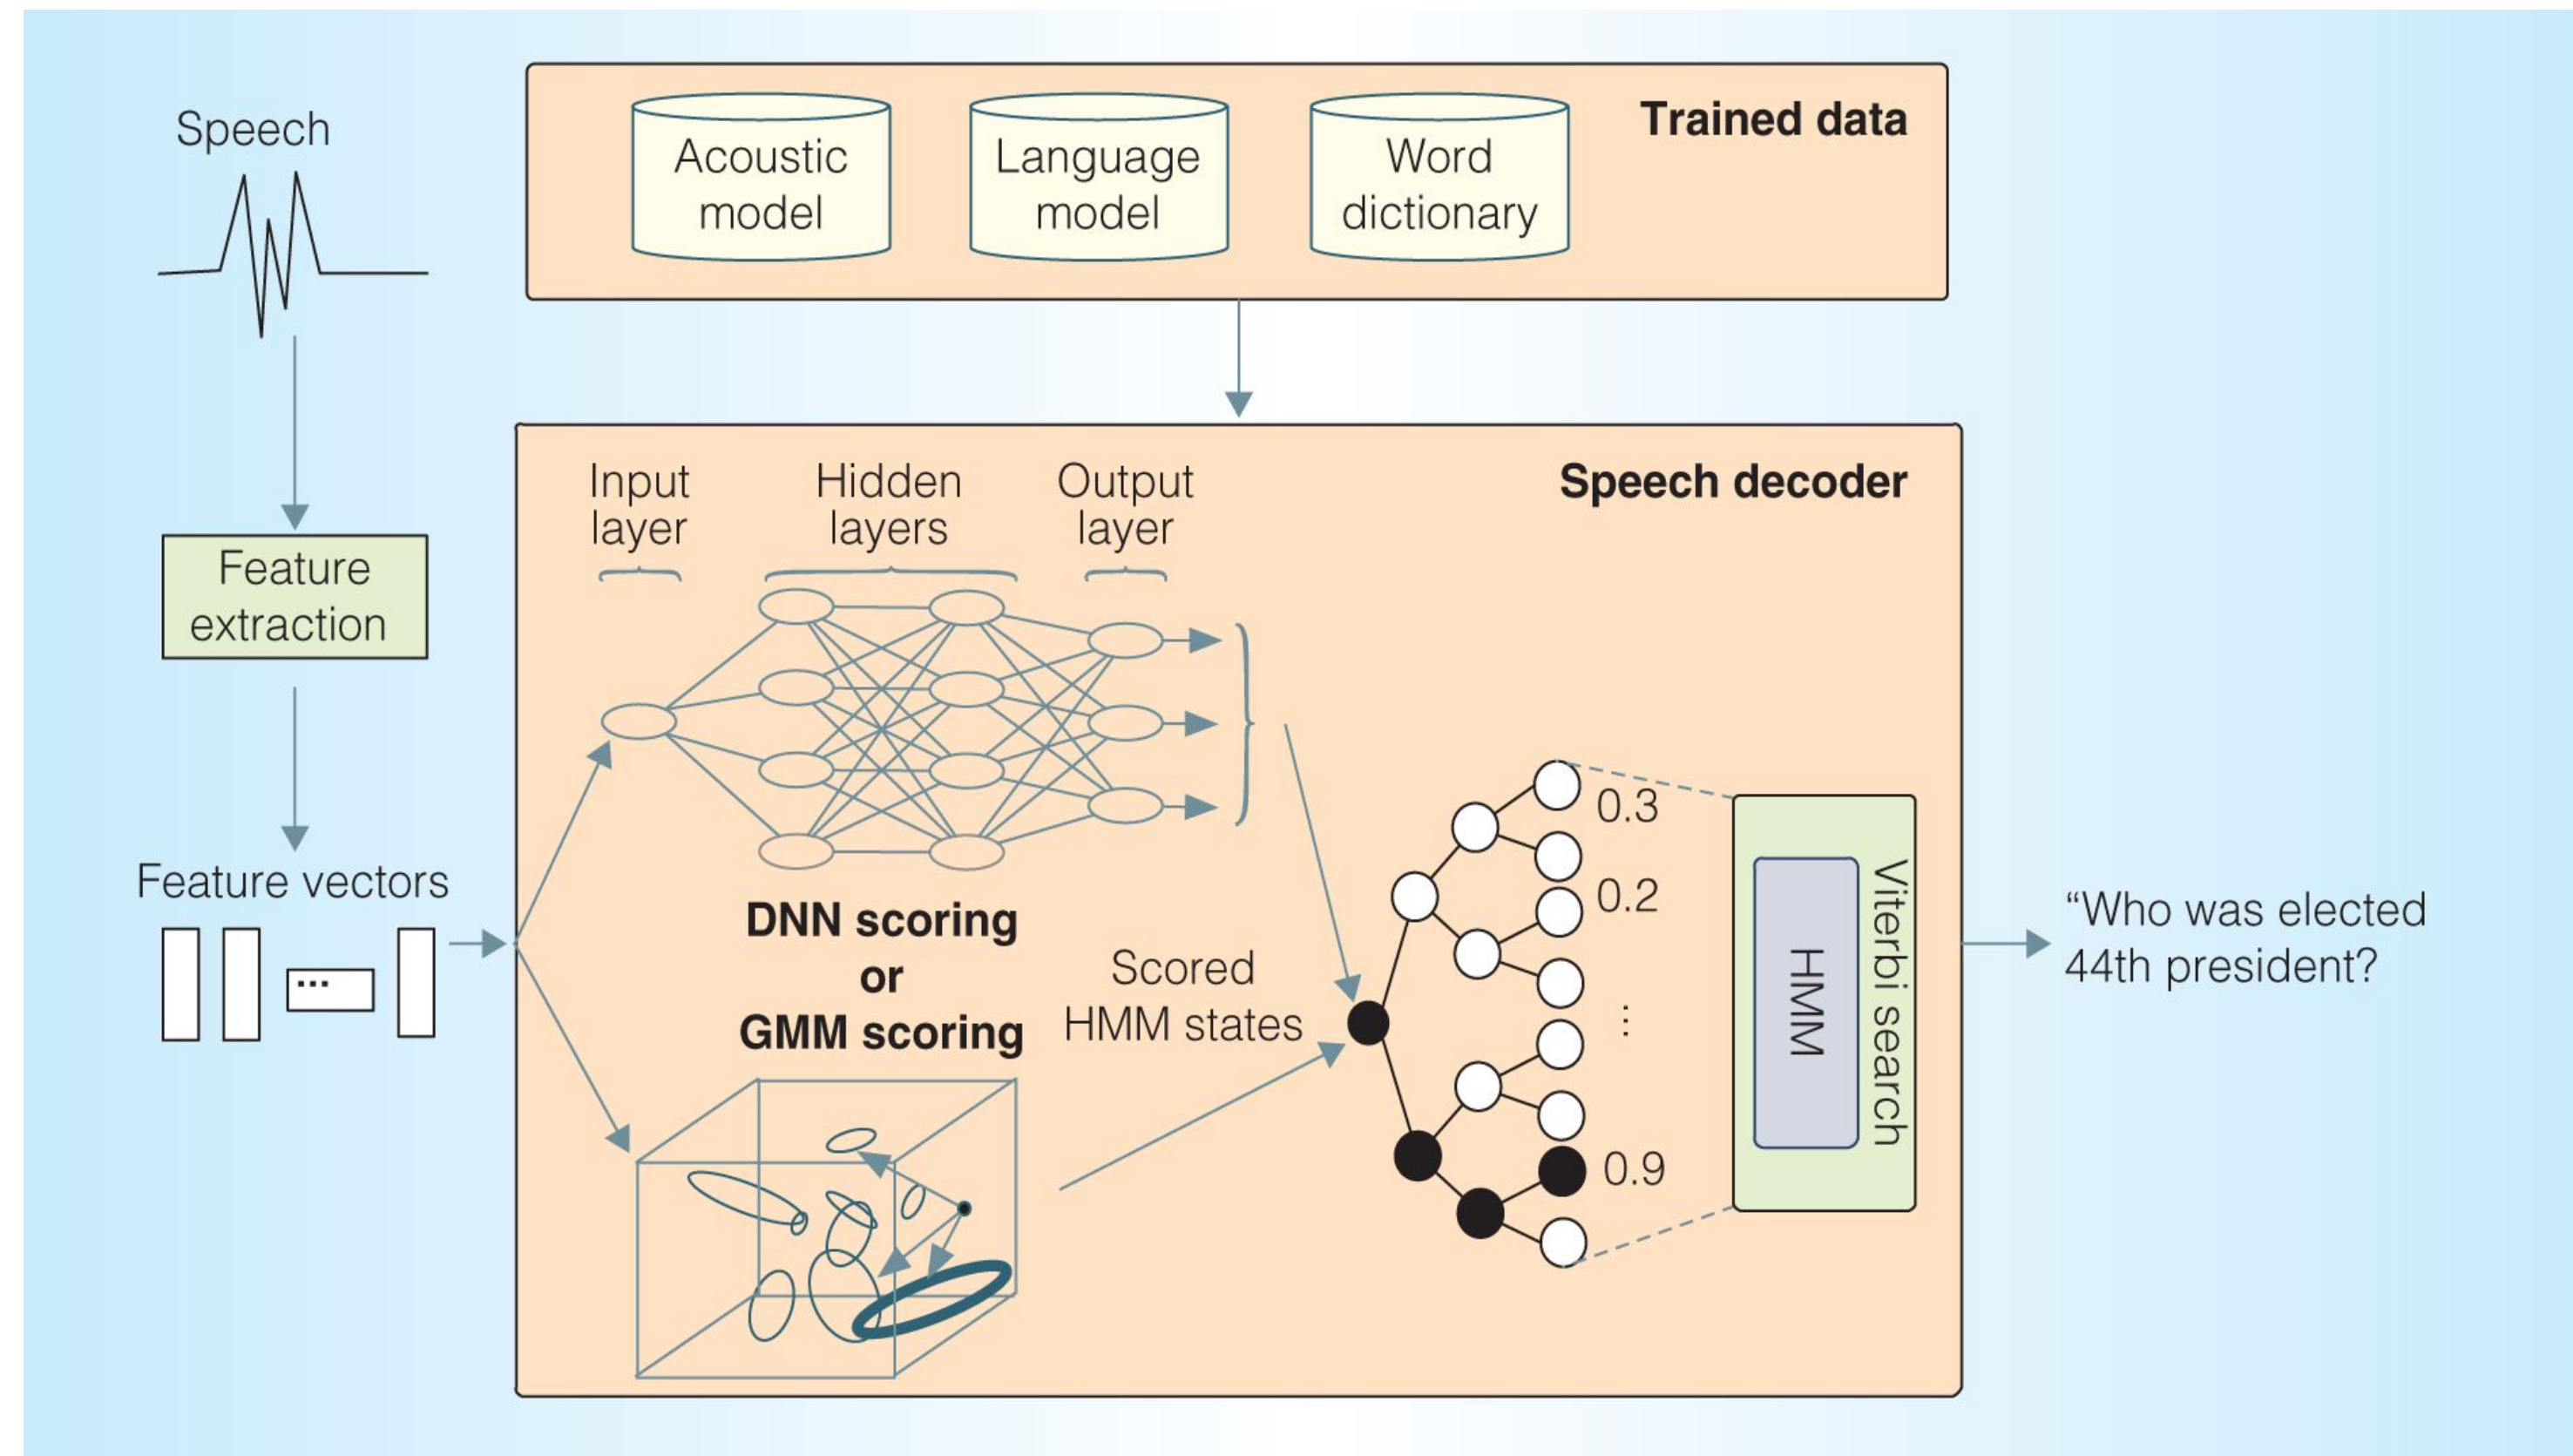 Speech
Acoustic
model
Language
model
Word
dictionary
Trained data
Feature
extraction
Feature vectors
...
Input
layer
Hidden
layers
Output
layer
Speech decoder
DNN scoring
or
GMM scoring
Scored
HMM states
0.3
0.2
...
0.9
HMM
Viterbi search
“Who was elected
44th president?